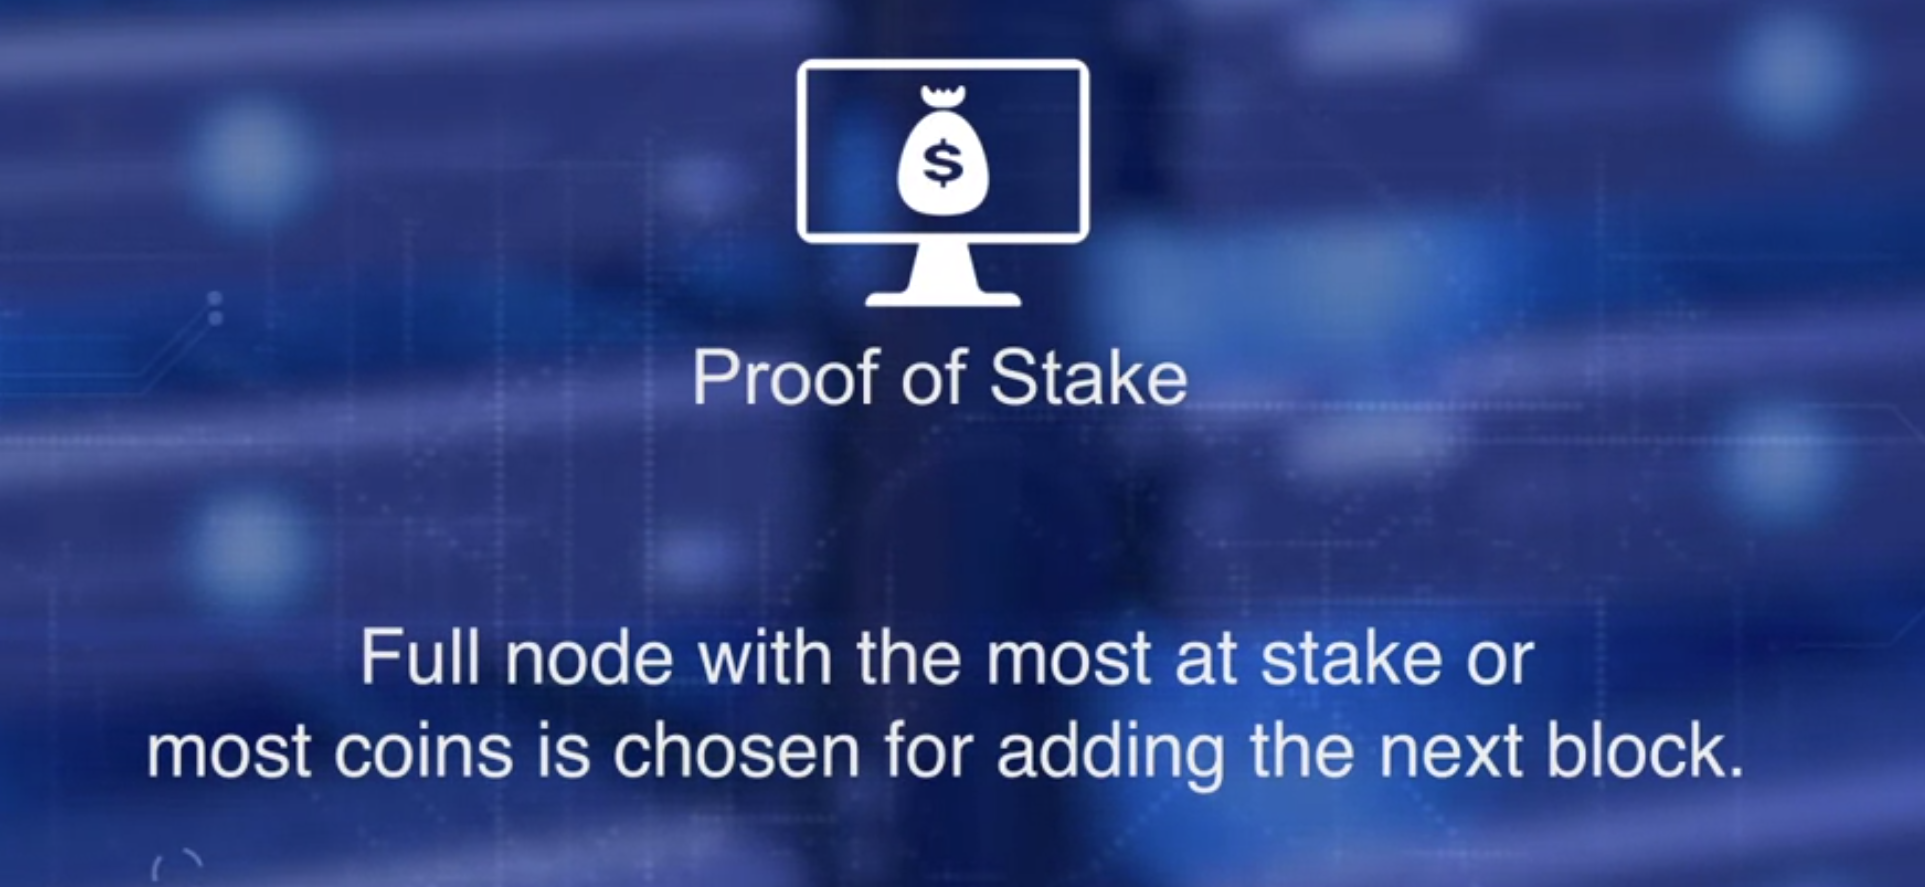 $
Proof of Stake
Full node with the most at stake or
most coins is chosen for adding the next block.